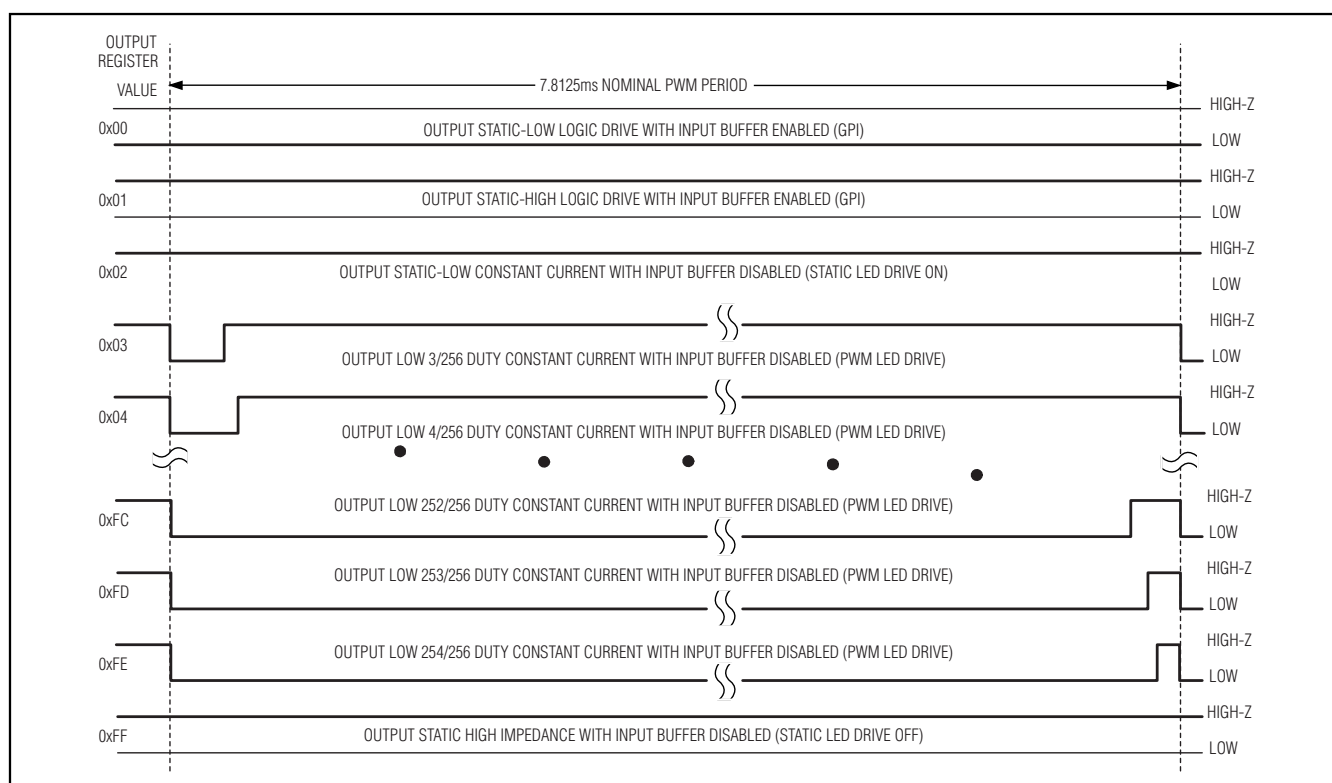 OUTPUT
REGISTER
VALUE
7.8125ms NOMINAL PWM PERIOD
HIGH-Z
0x00
OUTPUT STATIC-LOW LOGIC DRIVE WITH INPUT BUFFER ENABLED (GPI)
LOW
HIGH-Z
0x01
OUTPUT STATIC-HIGH LOGIC DRIVE WITH INPUT BUFFER ENABLED (GPI)
LOW
HIGH-Z
0x02
OUTPUT STATIC-LOW CONSTANT CURRENT WITH INPUT BUFFER DISABLED (STATIC LED DRIVE ON)
LOW
HIGH-Z
0x03
OUTPUT LOW 3/256 DUTY CONSTANT CURRENT WITH INPUT BUFFER DISABLED (PWM LED DRIVE)
LOW
HIGH-Z
0x04
OUTPUT LOW 4/256 DUTY CONSTANT CURRENT WITH INPUT BUFFER DISABLED (PWM LED DRIVE)
LOW
HIGH-Z
0xFC
OUTPUT LOW 252/256 DUTY CONSTANT CURRENT WITH INPUT BUFFER DISABLED (PWM LED DRIVE)
LOW
HIGH-Z
0xFD
OUTPUT LOW 253/256 DUTY CONSTANT CURRENT WITH INPUT BUFFER DISABLED (PWM LED DRIVE)
LOW
HIGH-Z
0xFE
OUTPUT LOW 254/256 DUTY CONSTANT CURRENT WITH INPUT BUFFER DISABLED (PWM LED DRIVE)
LOW
HIGH-Z
0xFF
OUTPUT STATIC HIGH IMPEDANCE WITH INPUT BUFFER DISABLED (STATIC LED DRIVE OFF)
LOW